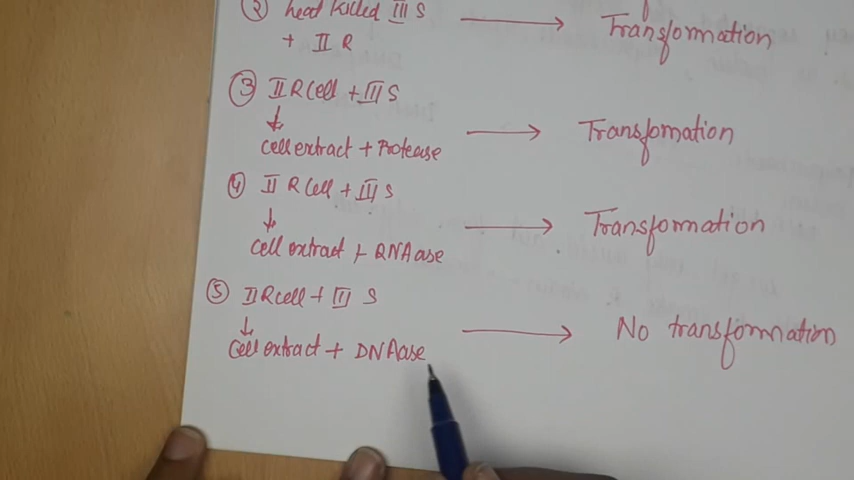 ② heat killed III S
+ II R
Transformation
③ II R Cell + III S
cell extract + Protease
Transfomation
④ II R Cell + III S
cell extract + RNAase
Transformation
⑤ II R cell + III S
Cell extract + DNAase
No transformation